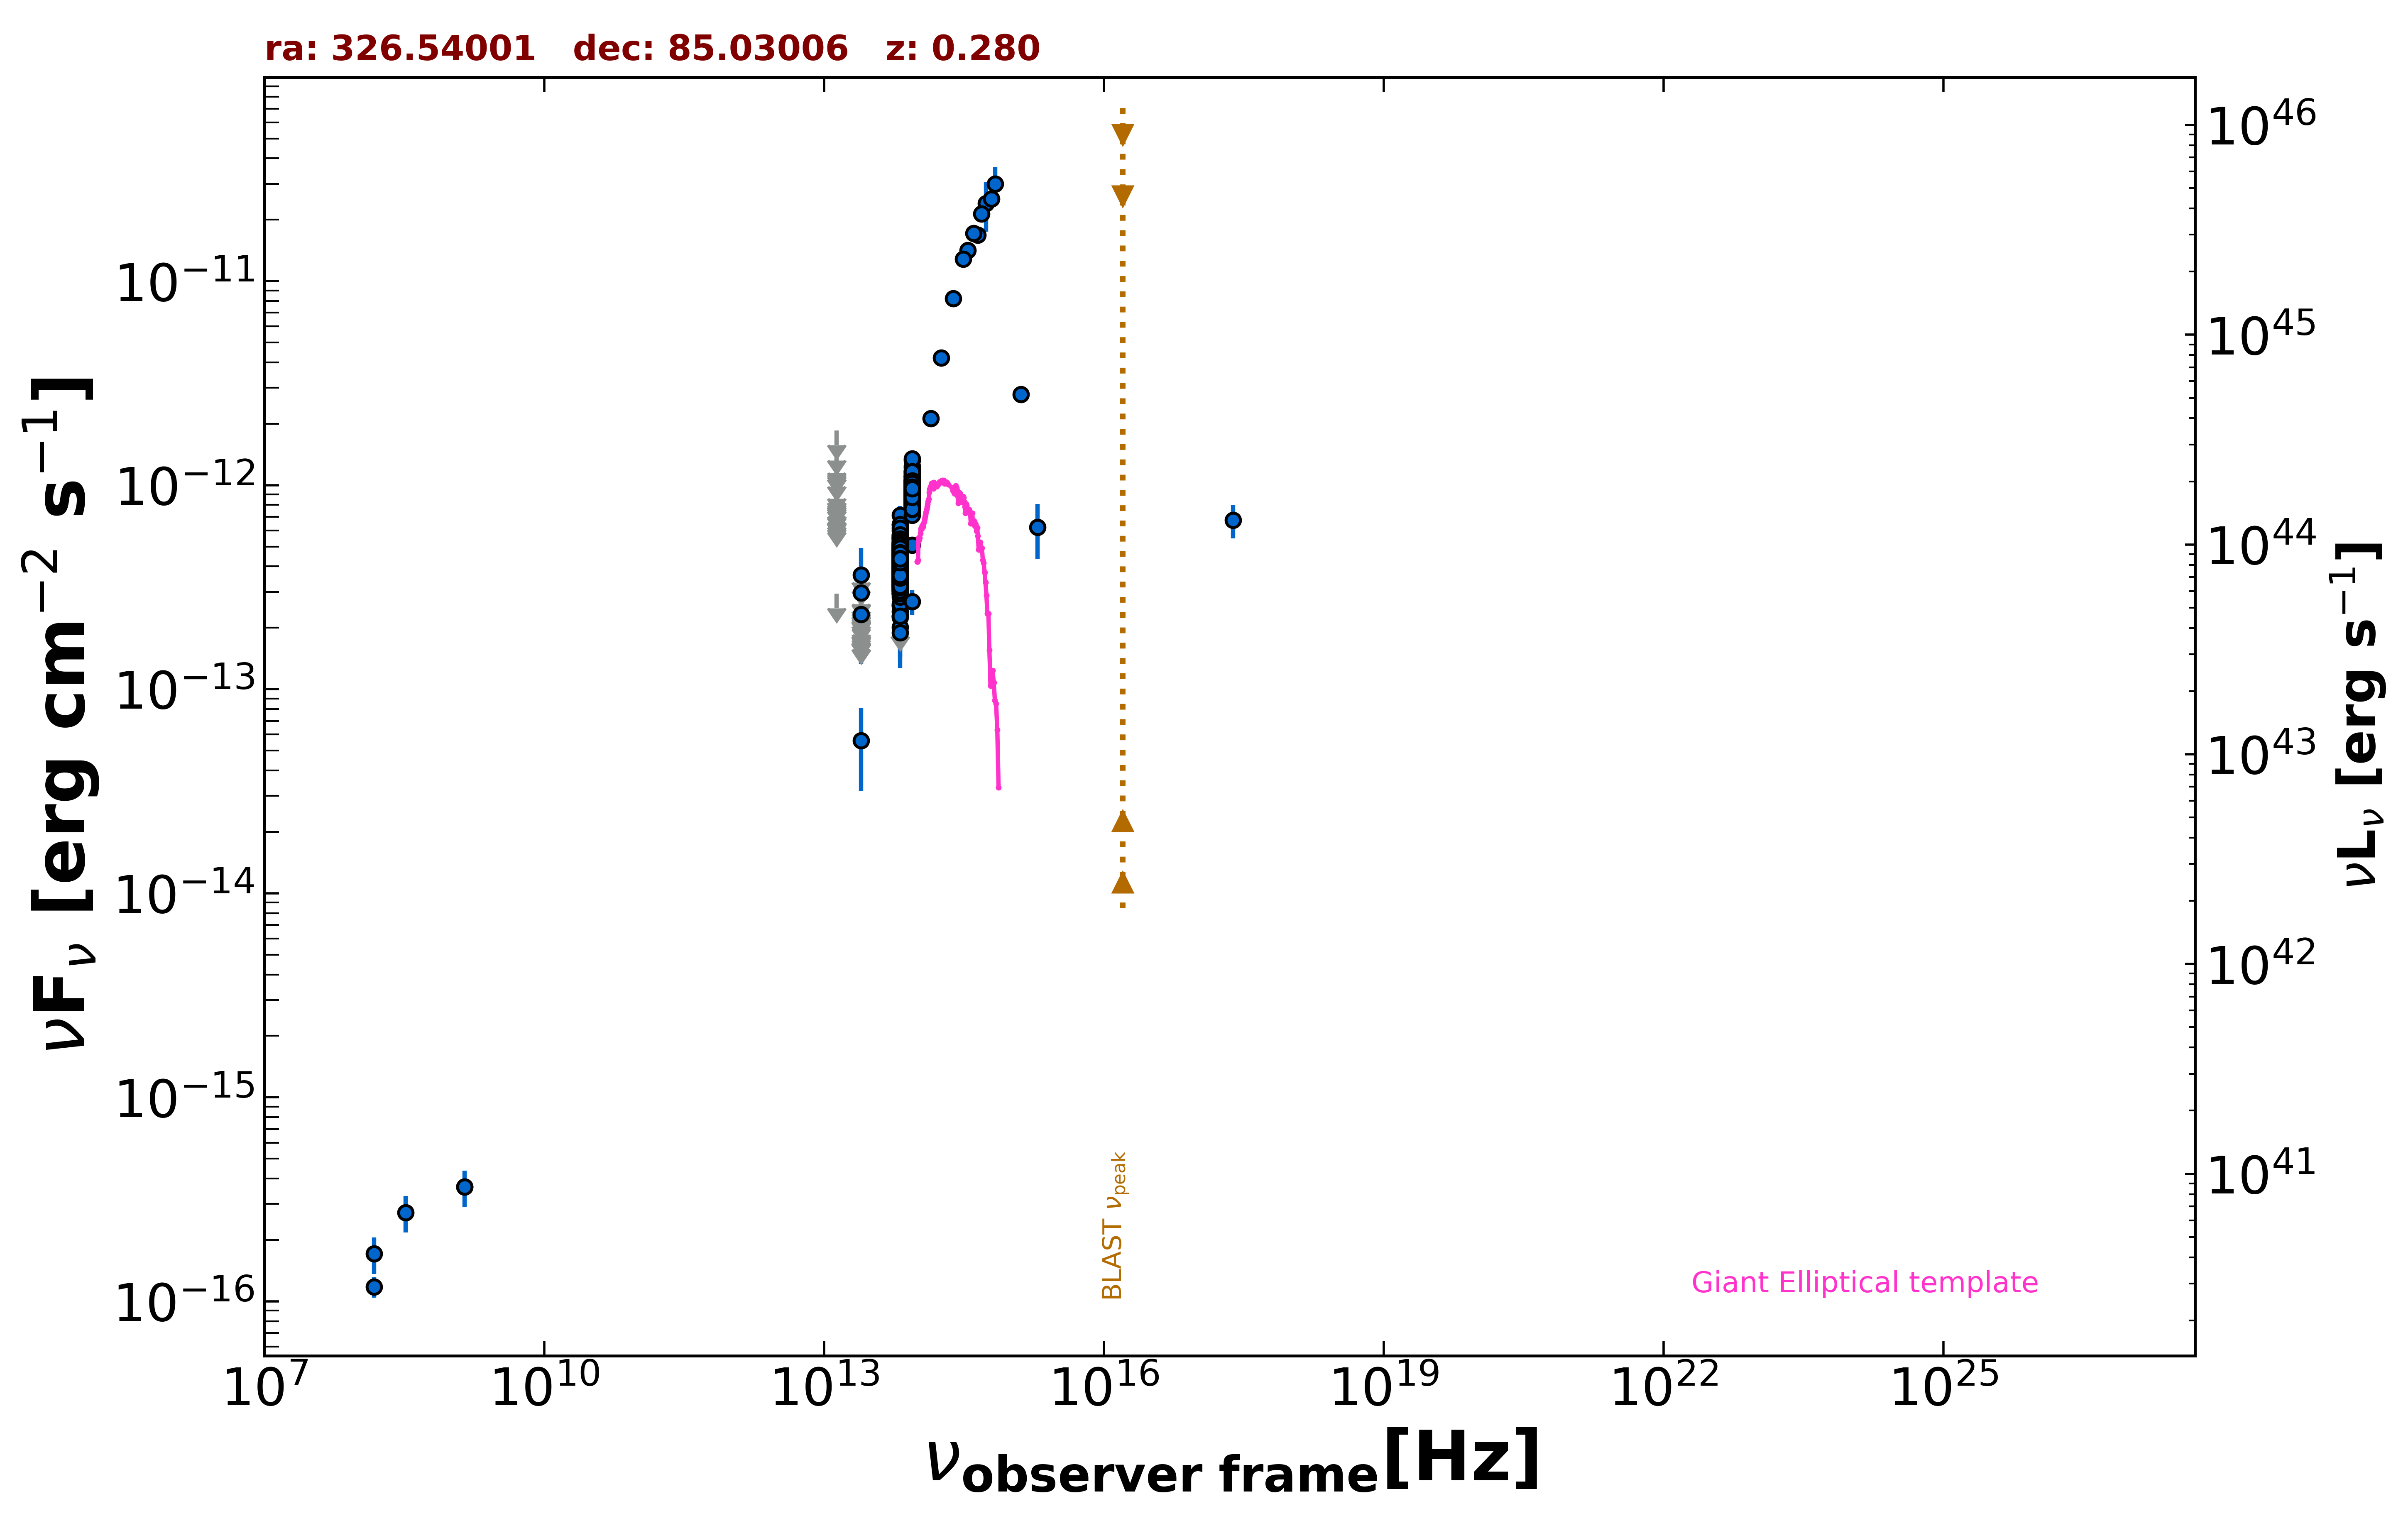 ra: 326.54001   dec: 85.03006   z: 0.280
νF_ν [erg cm^−2 s^−1]
10^−11
10^−12
10^−13
10^−14
10^−15
10^−16
10^46
10^45
10^44
10^43
10^42
10^41
νL_ν [erg s^−1]
BLAST ν_peak
Giant Elliptical template
10^7 10^10 10^13 10^16 10^19 10^22 10^25
ν_observer frame[Hz]